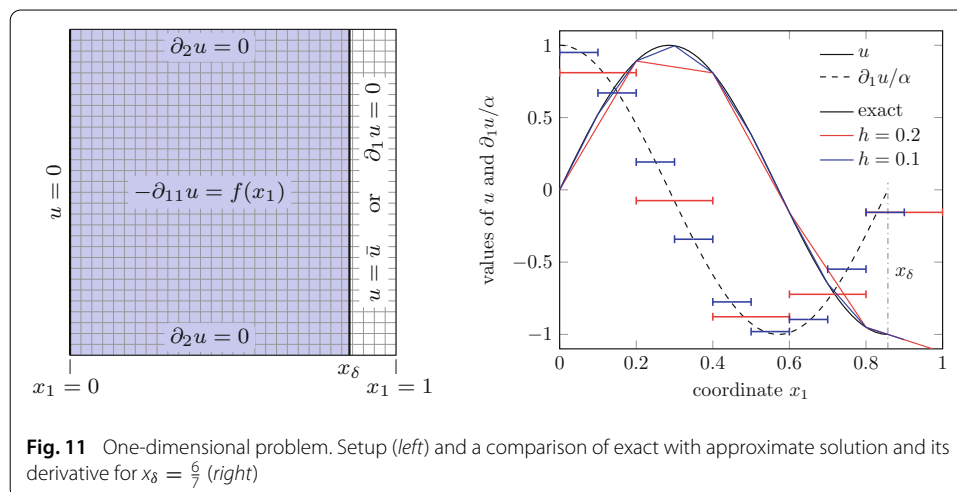 ∂₂u = 0
u = 0
−∂₁₁u = f(x₁)
u = ū or ∂₁u = 0
∂₂u = 0
x₁ = 0
x_δ
x₁ = 1
values of u and ∂₁u/α
1
0.5
0
−0.5
−1
0
0.2
0.4
0.6
0.8
1
coordinate x₁
u
∂₁u/α
exact
h = 0.2
h = 0.1
x_δ
Fig. 11 One-dimensional problem. Setup (left) and a comparison of exact with approximate solution and its
derivative for x_δ = 6/7 (right)